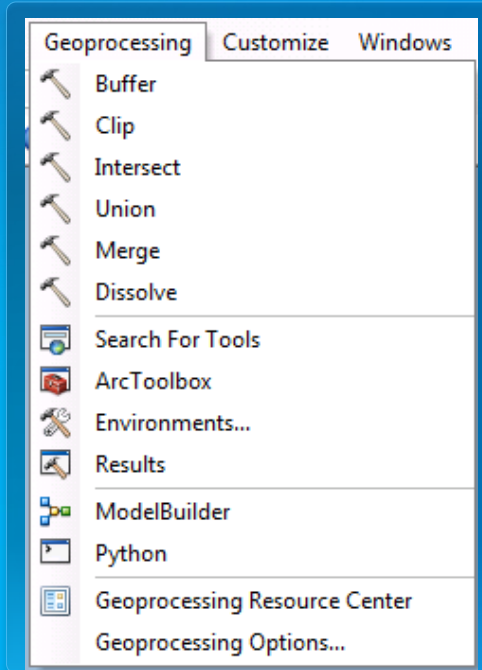 Geoprocessing Customize Windows
Buffer
Clip
Intersect
Union
Merge
Dissolve
Search For Tools
ArcToolbox
Environments...
Results
ModelBuilder
Python
Geoprocessing Resource Center
Geoprocessing Options...